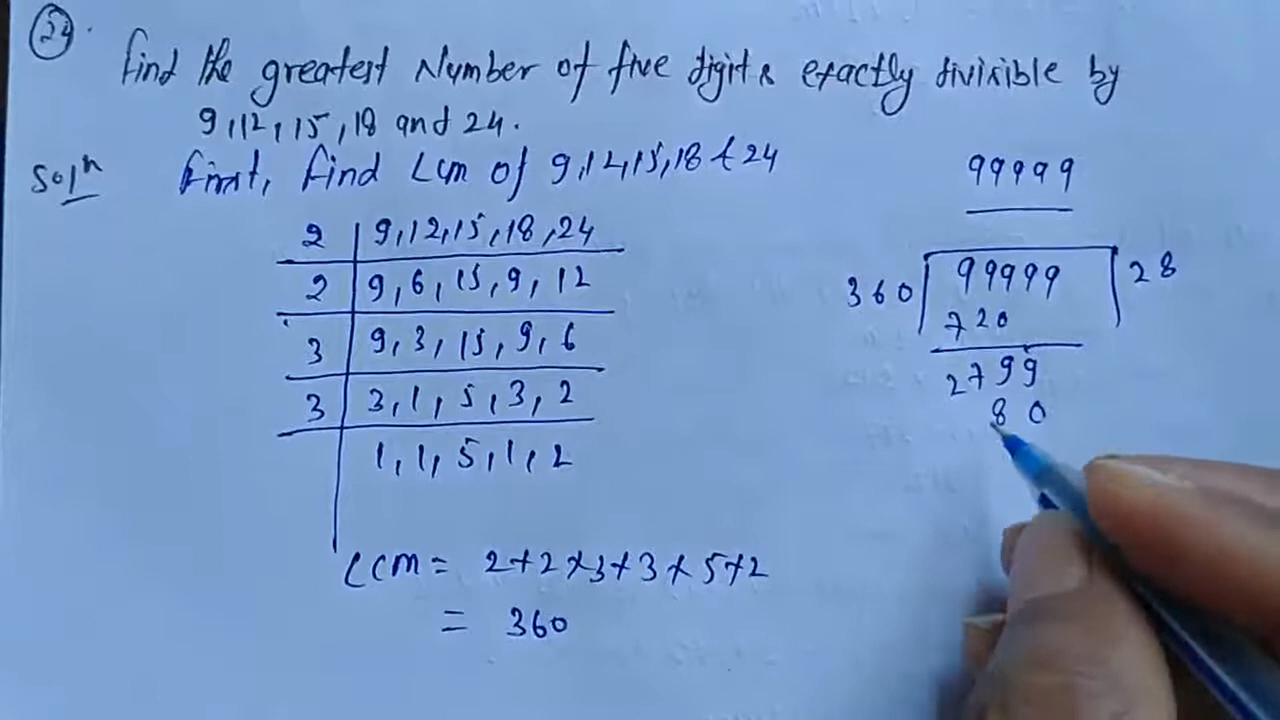 24.
Find the greatest Number of five digits exactly divisible by
9,12,15,18 and 24.
Soln First, find LCM of 9,12,15,18 & 24
2 | 9,12,15,18,24
2 | 9,6,15,9,12
3 | 9,3,15,9,6
3 | 3,1,5,3,2
1,1,5,1,2
LCM = 2×2×3×3×5×2
= 360
99999
360 99999 28
720
2799
80